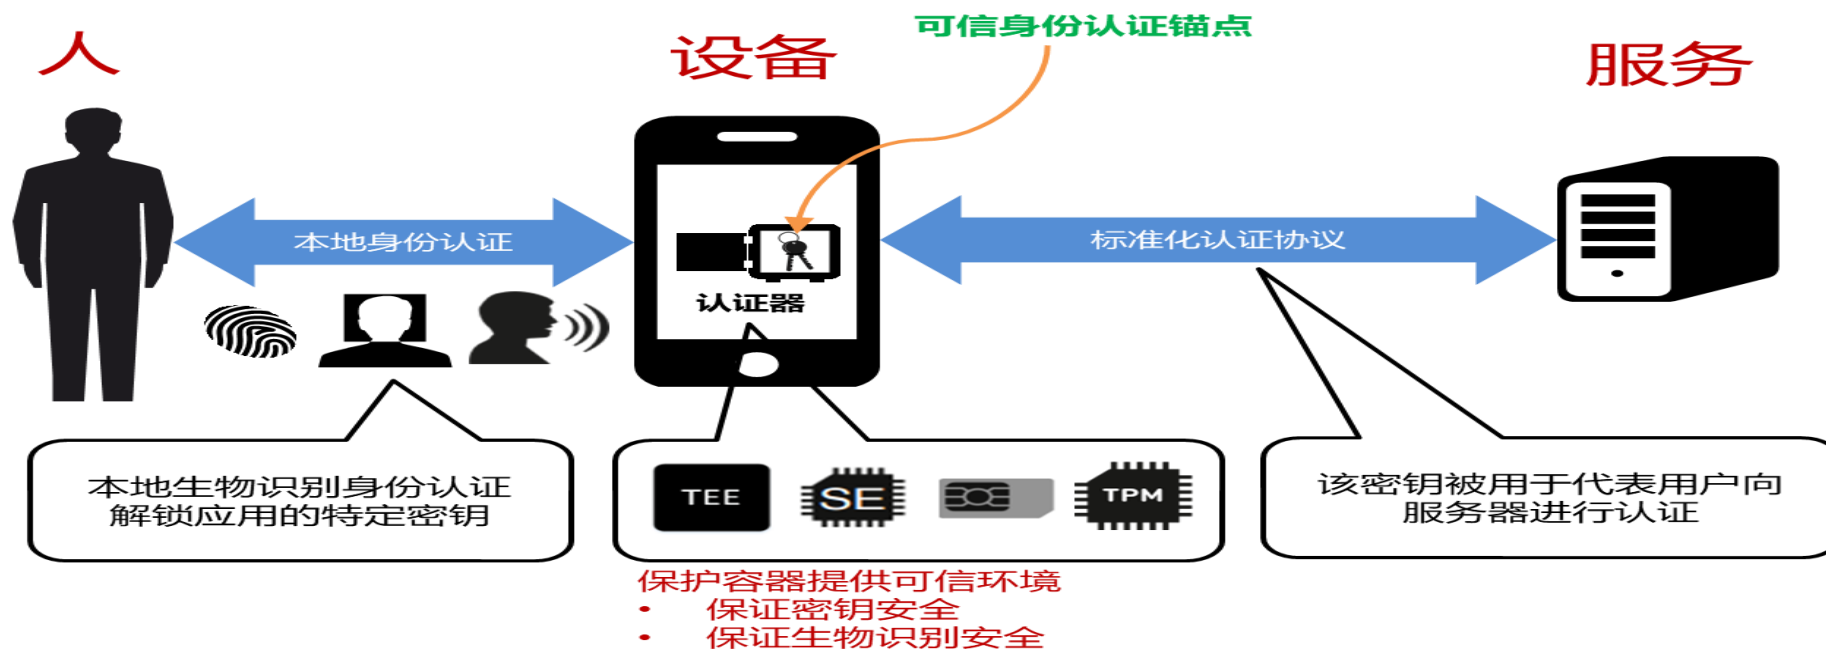 可信身份认证锚点
人
设备
服务
本地身份认证
标准化认证协议
认证器
本地生物识别身份认证
解锁应用的特定密钥
TEE
SE
TPM
该密钥被用于代表用户向
服务器进行认证
保护容器提供可信环境
• 保证密钥安全
• 保证生物识别安全